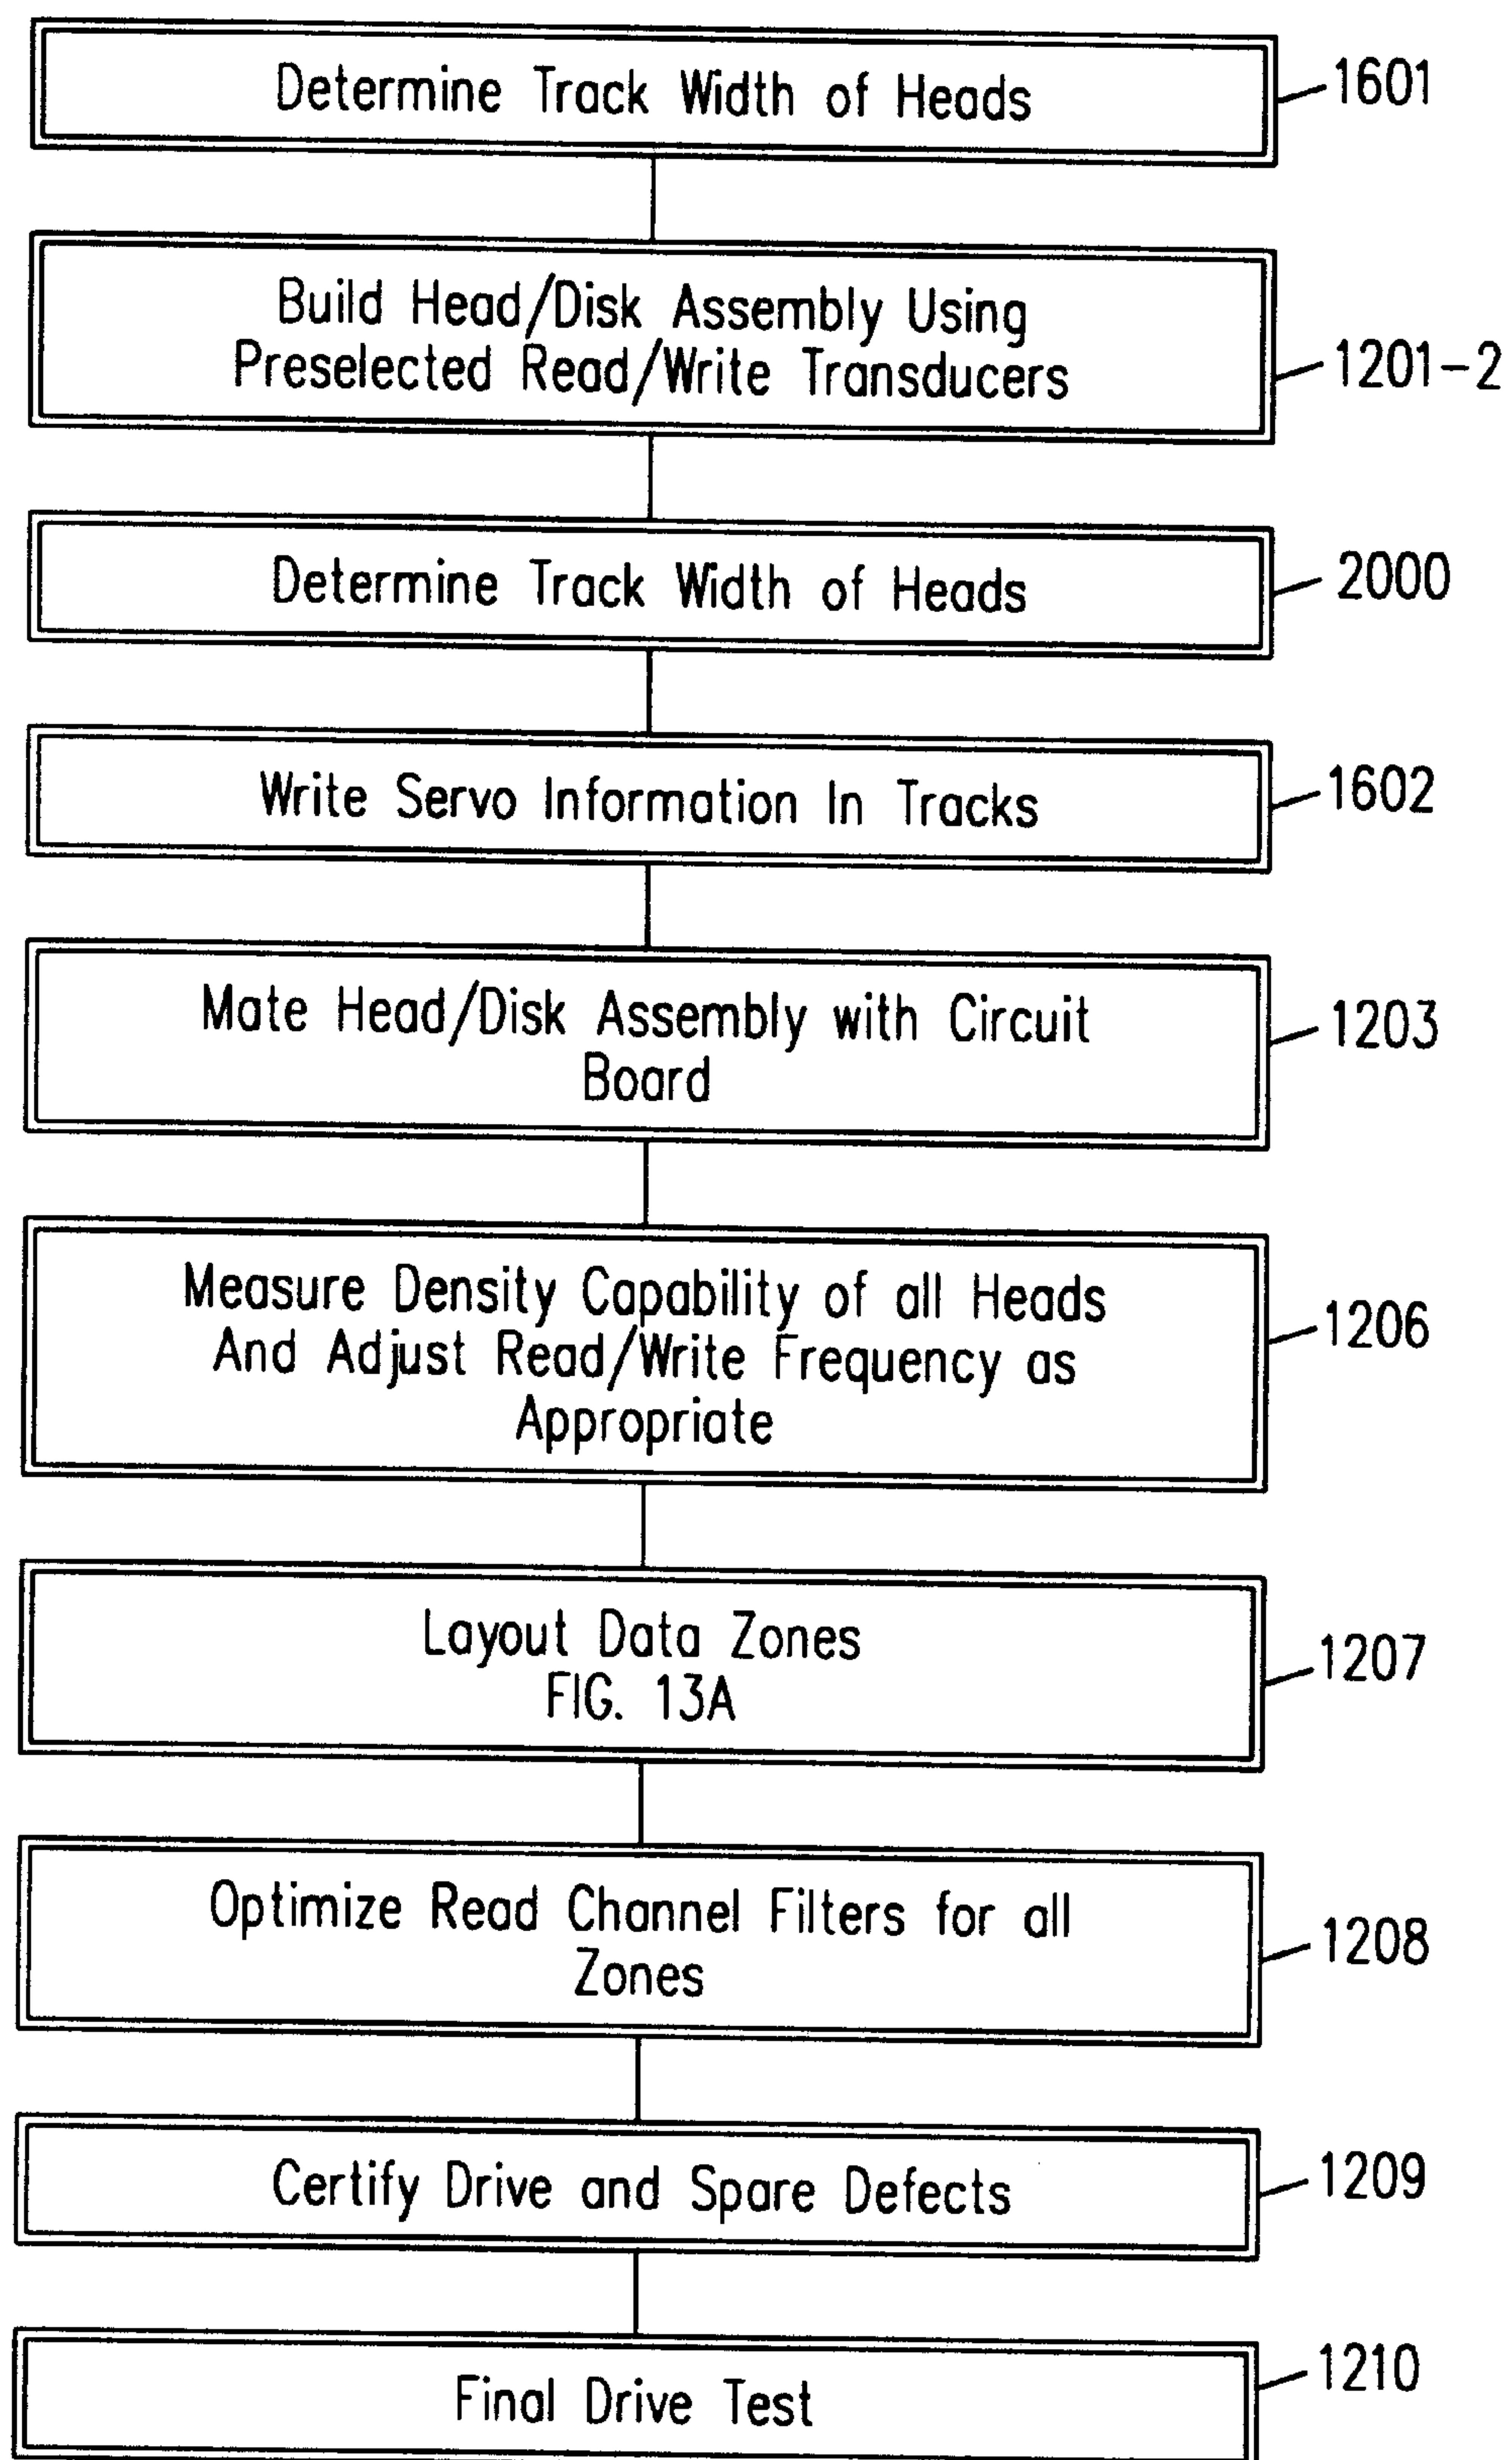 Determine Track Width of Heads
1601
Build Head/Disk Assembly Using
Preselected Read/Write Transducers
1201-2
Determine Track Width of Heads
2000
Write Servo Information In Tracks
1602
Mate Head/Disk Assembly with Circuit
Board
1203
Measure Density Capability of all Heads
And Adjust Read/Write Frequency as
Appropriate
1206
Layout Data Zones
FIG. 13A
1207
Optimize Read Channel Filters for all
Zones
1208
Certify Drive and Spare Defects
1209
Final Drive Test
1210